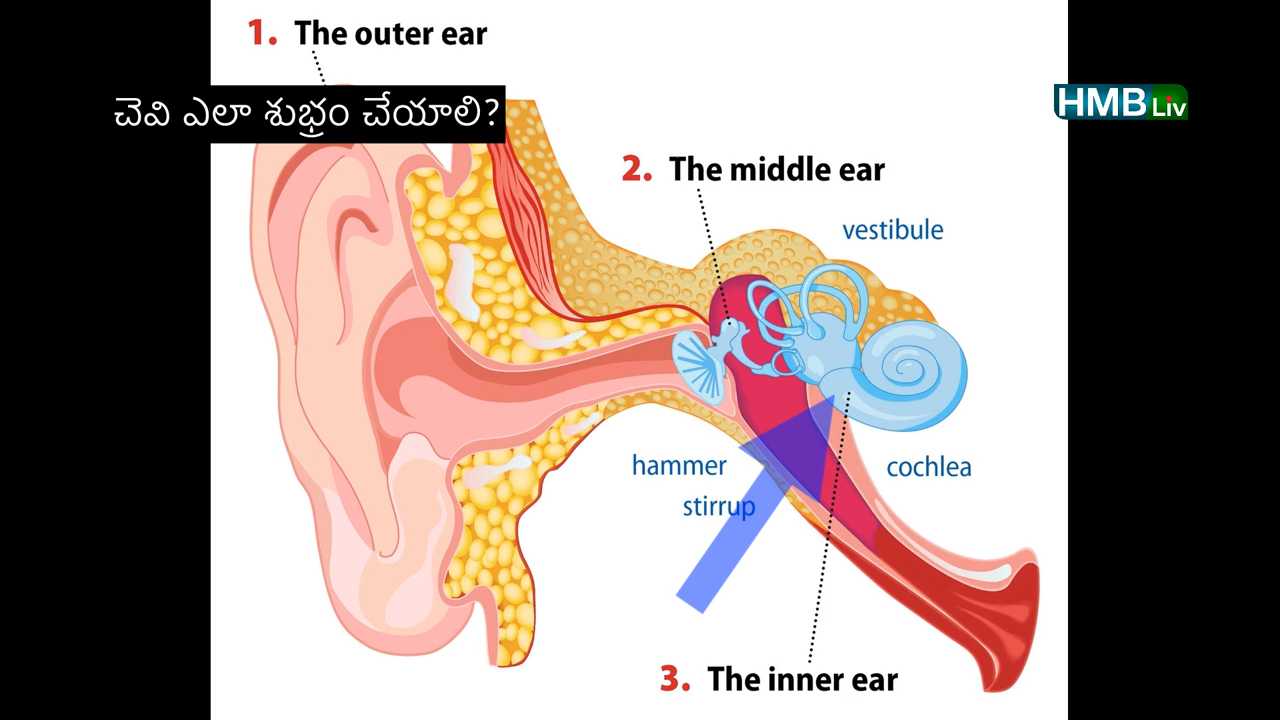 1. The outer ear
చెవి ఎలా శుభ్రం చేయాలి?
HMB Liv
2. The middle ear
vestibule
hammer
cochlea
stirrup
3. The inner ear